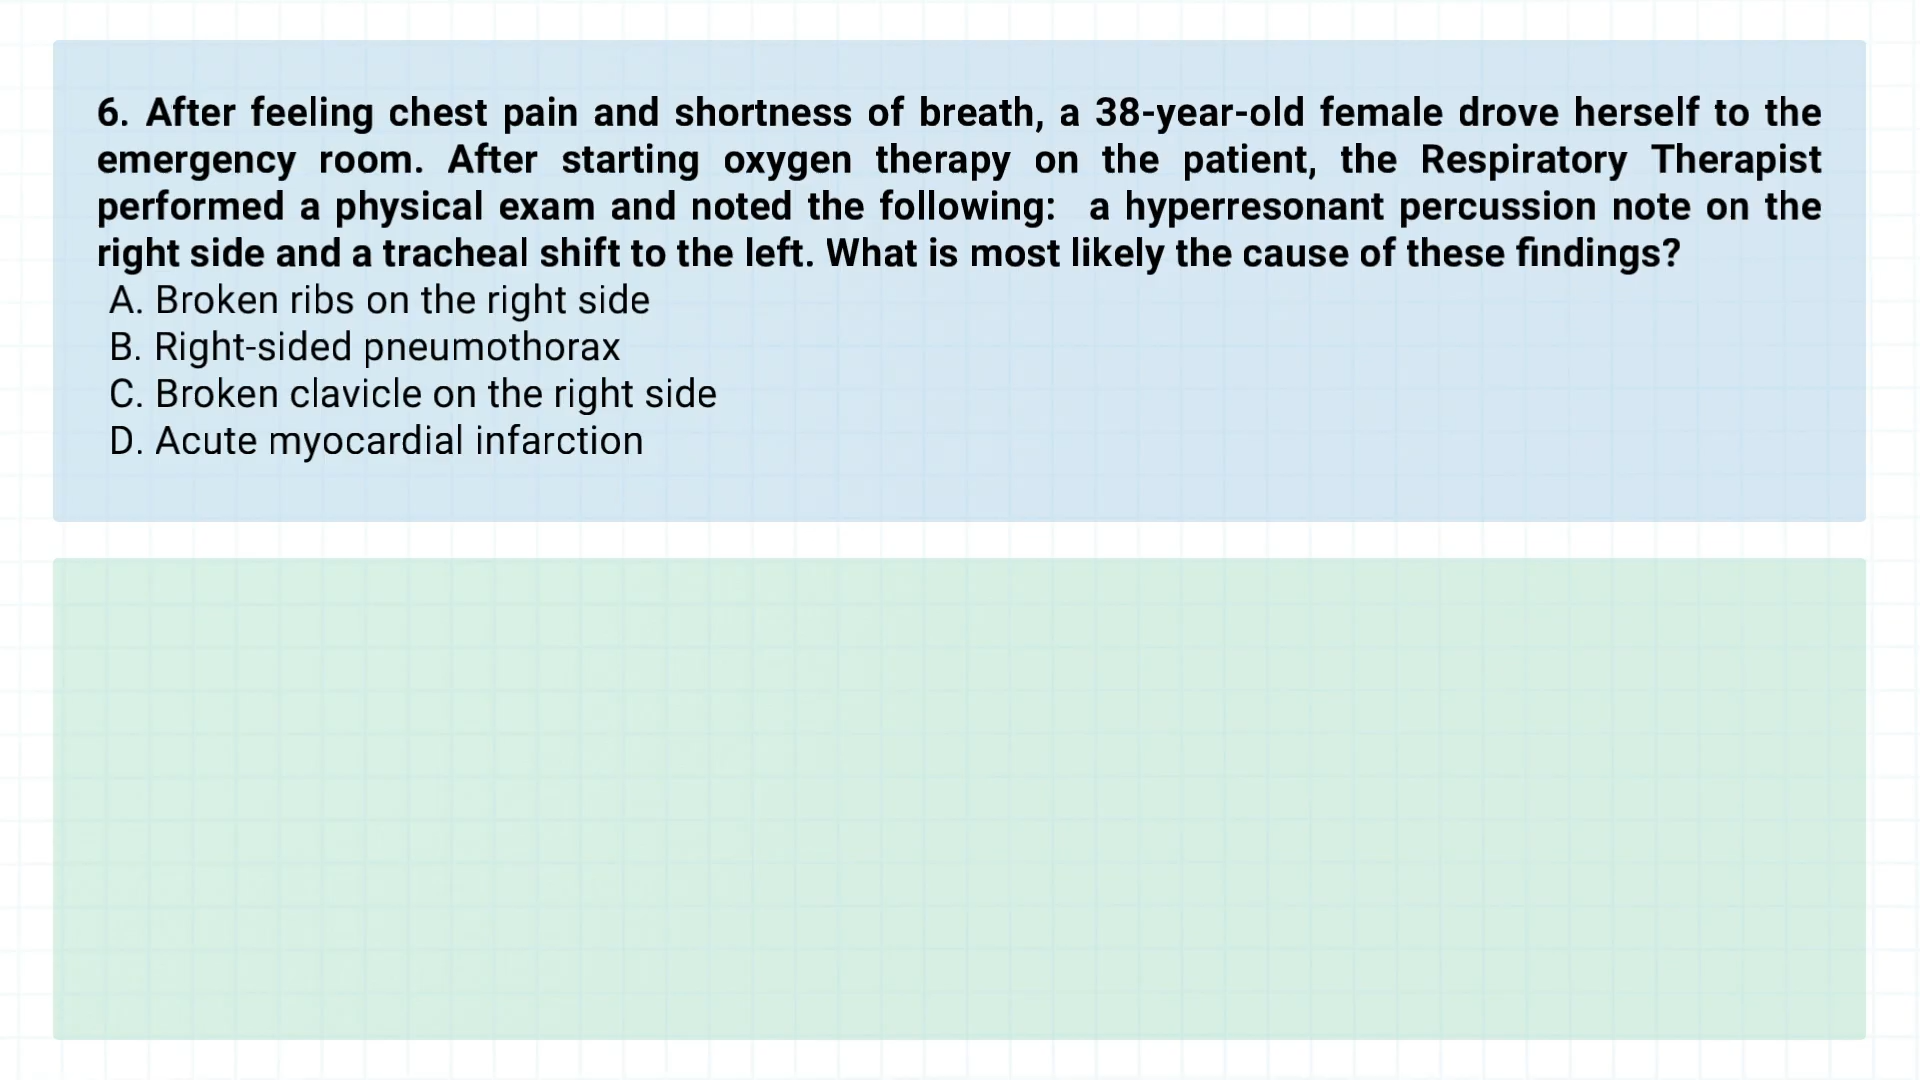 6. After feeling chest pain and shortness of breath, a 38-year-old female drove herself to the
emergency room. After starting oxygen therapy on the patient, the Respiratory Therapist
performed a physical exam and noted the following: a hyperresonant percussion note on the
right side and a tracheal shift to the left. What is most likely the cause of these findings?
A. Broken ribs on the right side
B. Right-sided pneumothorax
C. Broken clavicle on the right side
D. Acute myocardial infarction